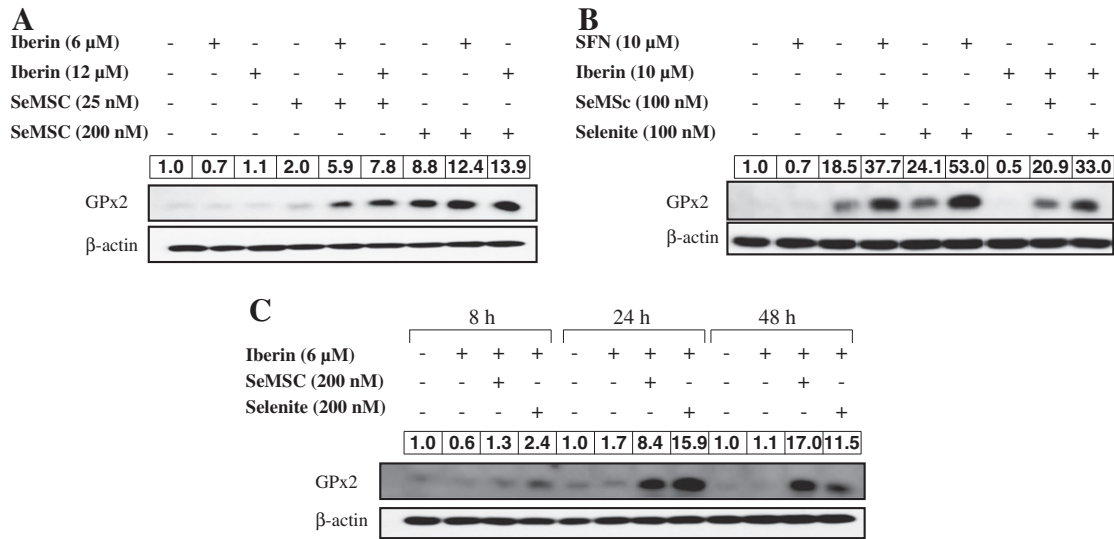 A
Iberin (6 µM) - + - - + - - + -
Iberin (12 µM) - - + - - + - - +
SeMSC (25 nM) - - - + + + - - -
SeMSC (200 nM) - - - - - - + + +
1.0 0.7 1.1 2.0 5.9 7.8 8.8 12.4 13.9
GPx2
β-actin
B
SFN (10 µM) - + - + - + - - -
Iberin (10 µM) - - - - - - + + +
SeMSc (100 nM) - - + + - - - + -
Selenite (100 nM) - - - - + + - - +
1.0 0.7 18.5 37.7 24.1 53.0 0.5 20.9 33.0
GPx2
β-actin
C
8 h 24 h 48 h
Iberin (6 µM) - + + + - + + + - + + +
SeMSC (200 nM) - - + - - - + - - - + -
Selenite (200 nM) - - - + - - - + - - - +
1.0 0.6 1.3 2.4 1.0 1.7 8.4 15.9 1.0 1.1 17.0 11.5
GPx2
β-actin